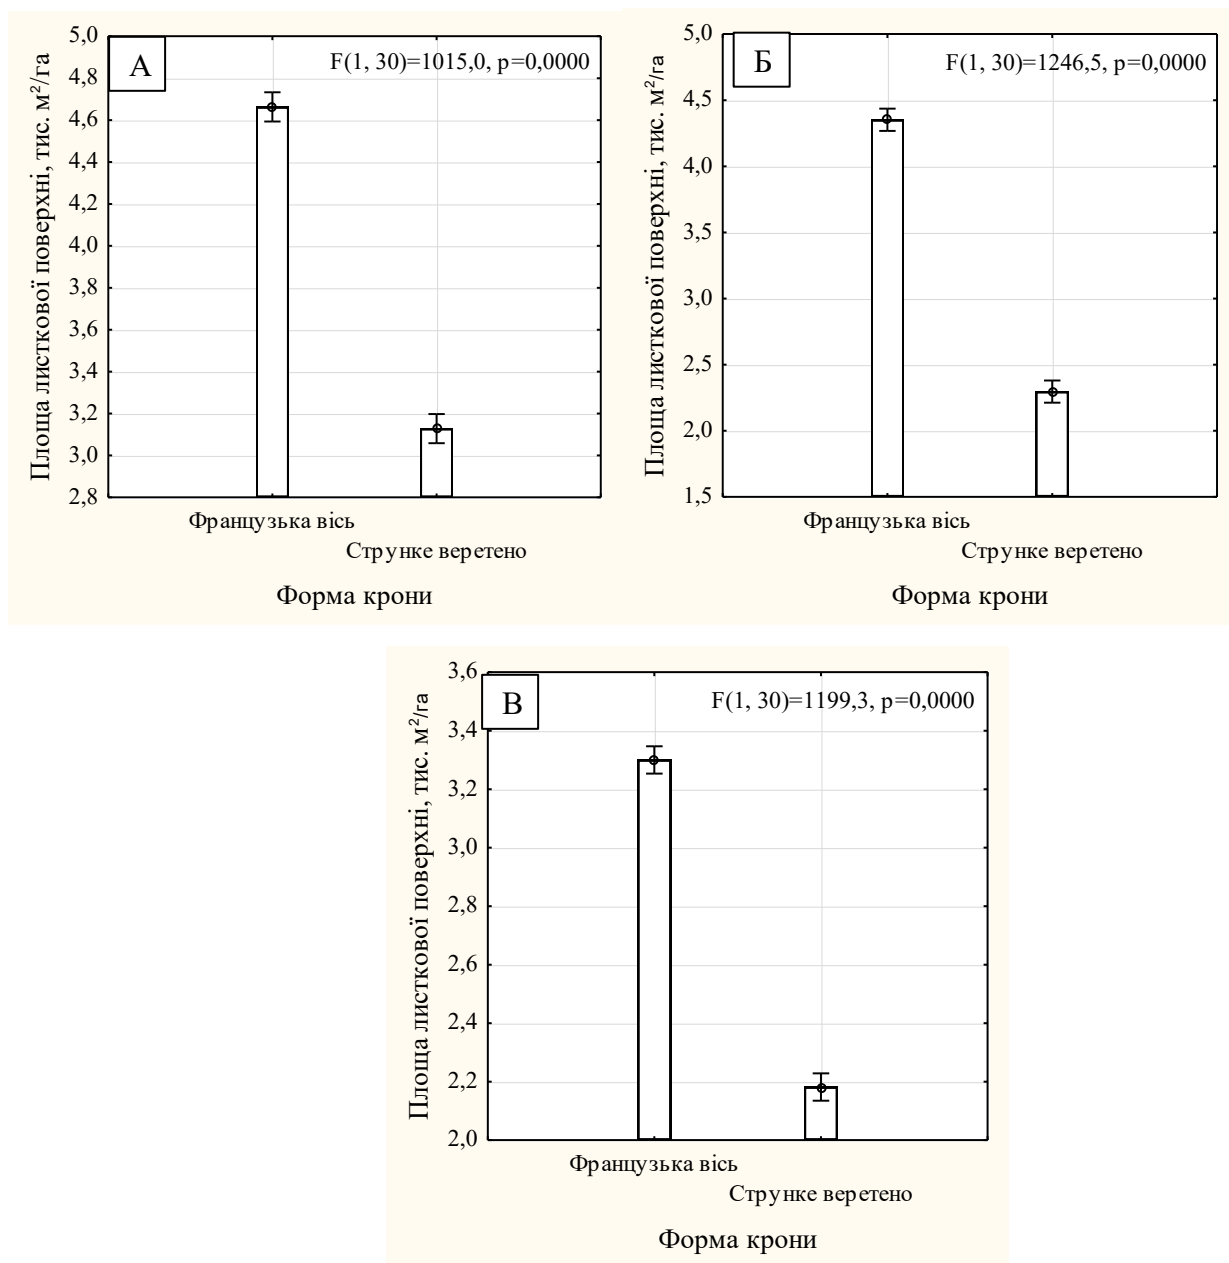 А
F(1, 30)=1015,0, p=0,0000
Площа листкової поверхні, тис. м²/га
5,0
4,8
4,6
4,4
4,2
4,0
3,8
3,6
3,4
3,2
3,0
2,8
Французька вісь
Струнке веретено
Форма крони
Б
F(1, 30)=1246,5, p=0,0000
Площа листкової поверхні, тис. м²/га
5,0
4,5
4,0
3,5
3,0
2,5
2,0
1,5
Французька вісь
Струнке веретено
Форма крони
В
F(1, 30)=1199,3, p=0,0000
Площа листкової поверхні, тис. м²/га
3,6
3,4
3,2
3,0
2,8
2,6
2,4
2,2
2,0
Французька вісь
Струнке веретено
Форма крони